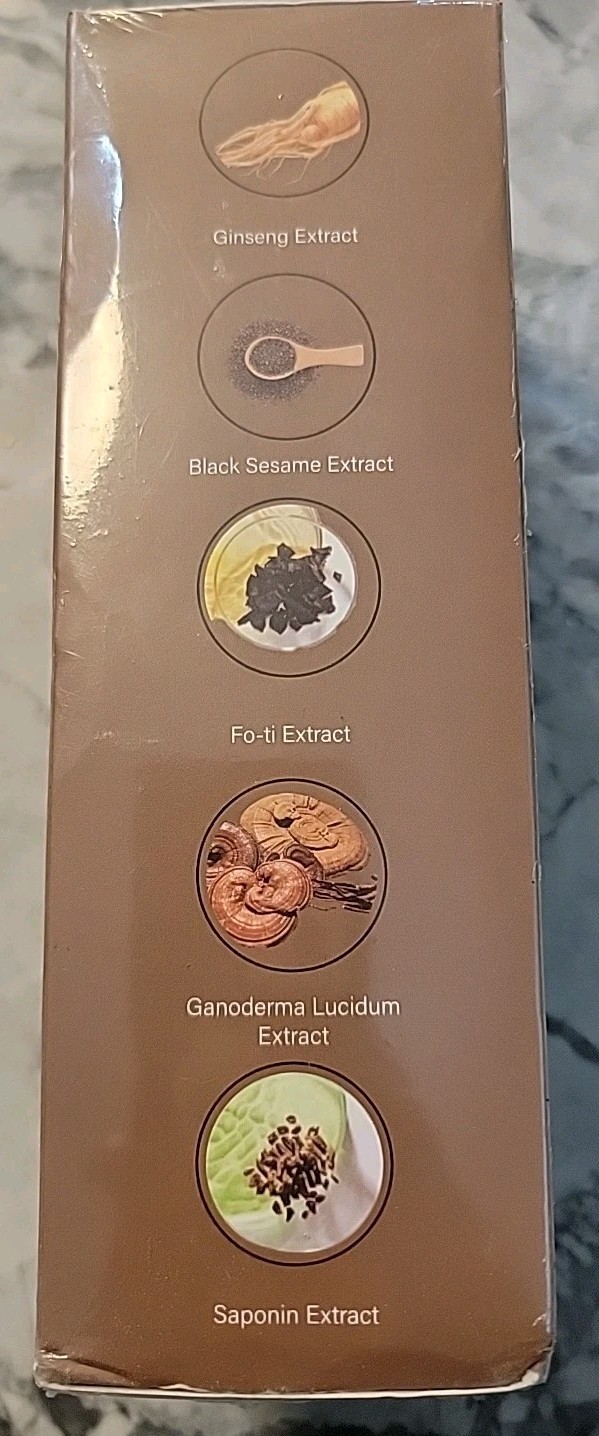 Ginseng Extract
Black Sesame Extract
Fo-ti Extract
Ganoderma Lucidum
Extract
Saponin Extract